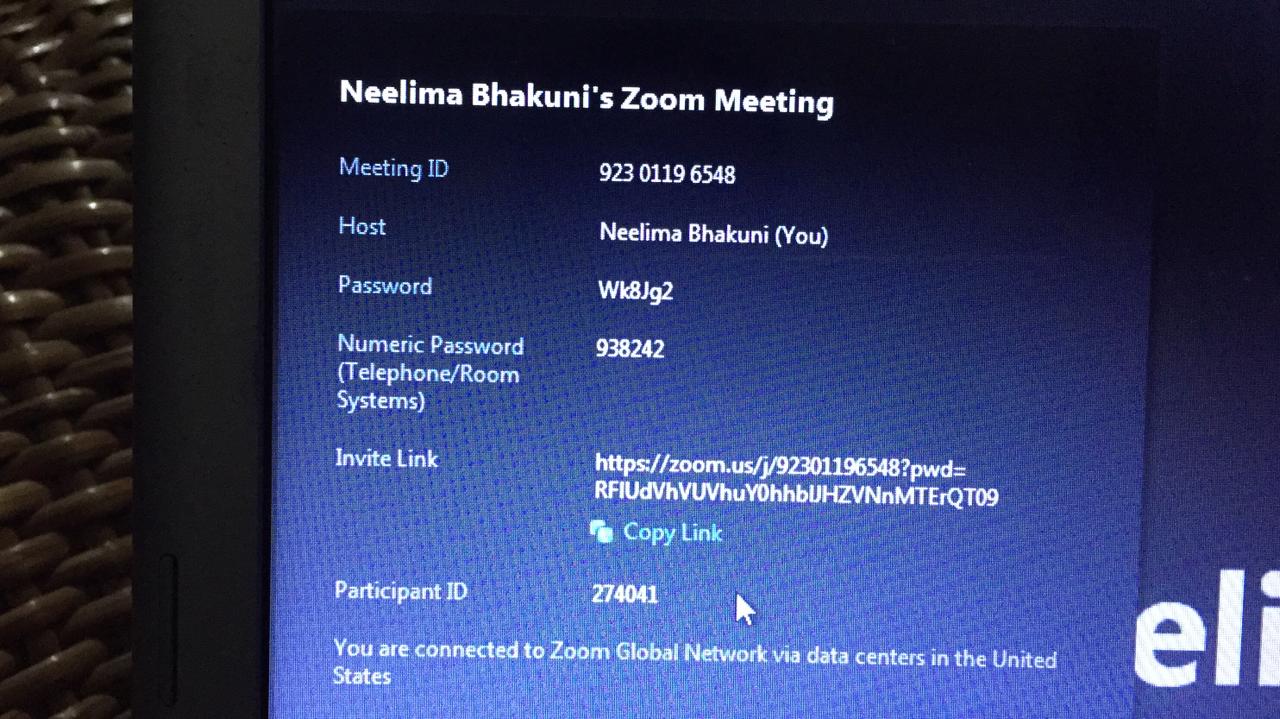 Neelima Bhakuni's Zoom Meeting
Meeting ID 923 0119 6548
Host Neelima Bhakuni (You)
Password Wk8Jg2
Numeric Password 938242
(Telephone/Room
Systems)
Invite Link https://zoom.us/j/92301196548?pwd=
RFlUdVhVUVhuY0hhblJHZVNnMTErQT09
Copy Link
Participant ID 274041
You are connected to Zoom Global Network via data centers in the United
States
eli